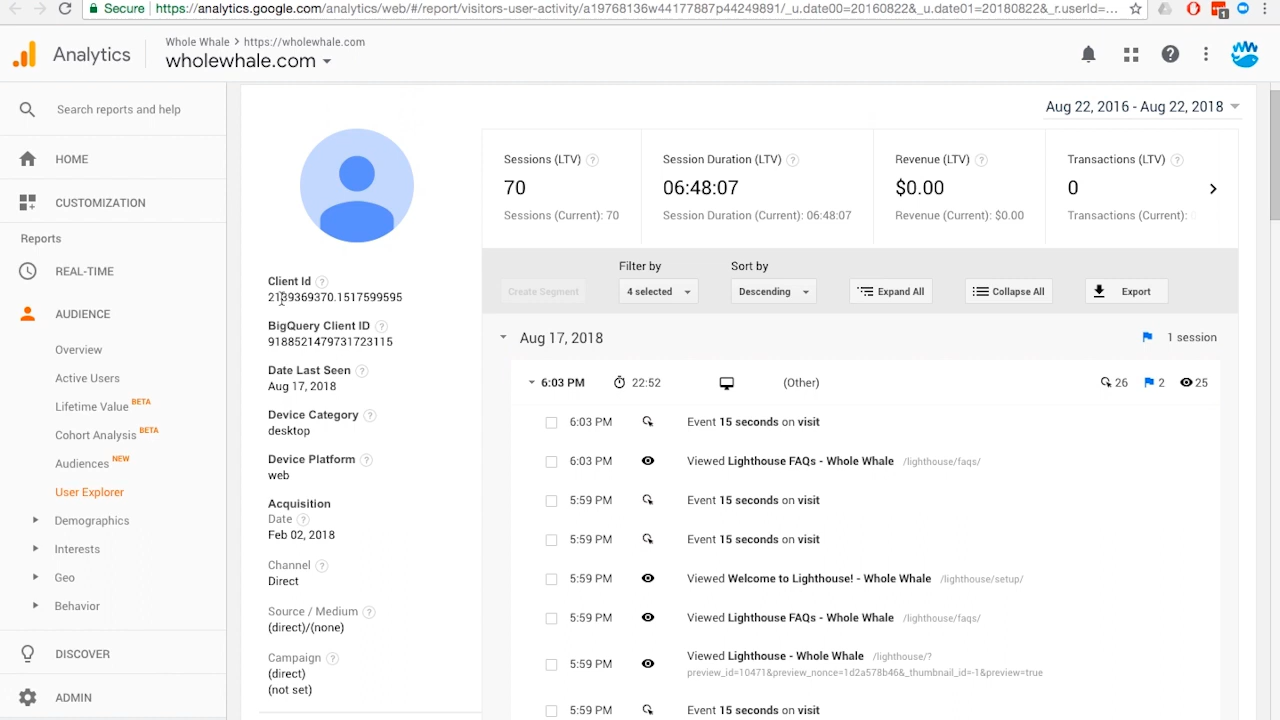 Secure https://analytics.google.com/analytics/web/#/report/visitors-user-activity/a19768136w44177887p44249891/_u.date00=20160822&_u.date01=20180822&_r.userId=...
1
Analytics
Whole Whale > https://wholewhale.com
wholewhale.com
Search reports and help
HOME
CUSTOMIZATION
Reports
REAL-TIME
AUDIENCE
Overview
Active Users
Lifetime Value BETA
Cohort Analysis BETA
Audiences NEW
User Explorer
Demographics
Interests
Geo
Behavior
DISCOVER
ADMIN
Aug 22, 2016 - Aug 22, 2018
Client Id
2139369370.1517599595
BigQuery Client ID
9188521479731723115
Date Last Seen
Aug 17, 2018
Device Category
desktop
Device Platform
web
Acquisition
Date
Feb 02, 2018
Channel
Direct
Source / Medium
(direct)/(none)
Campaign
(direct)
(not set)
Sessions (LTV)
70
Sessions (Current): 70
Session Duration (LTV)
06:48:07
Session Duration (Current): 06:48:07
Revenue (LTV)
$0.00
Revenue (Current): $0.00
Transactions (LTV)
0
Transactions (Current):
Create Segment
Filter by
4 selected
Sort by
Descending
Expand All
Collapse All
Export
Aug 17, 2018 1 session
6:03 PM 22:52 (Other) 26 2 25
6:03 PM Event 15 seconds on visit
6:03 PM Viewed Lighthouse FAQs - Whole Whale /lighthouse/faqs/
5:59 PM Event 15 seconds on visit
5:59 PM Event 15 seconds on visit
5:59 PM Viewed Welcome to Lighthouse! - Whole Whale /lighthouse/setup/
5:59 PM Viewed Lighthouse FAQs - Whole Whale /lighthouse/faqs/
5:59 PM Viewed Lighthouse - Whole Whale /lighthouse/?
preview_id=10471&preview_nonce=1d2a578b46&_thumbnail_id=-1&preview=true
5:59 PM Event 15 seconds on visit